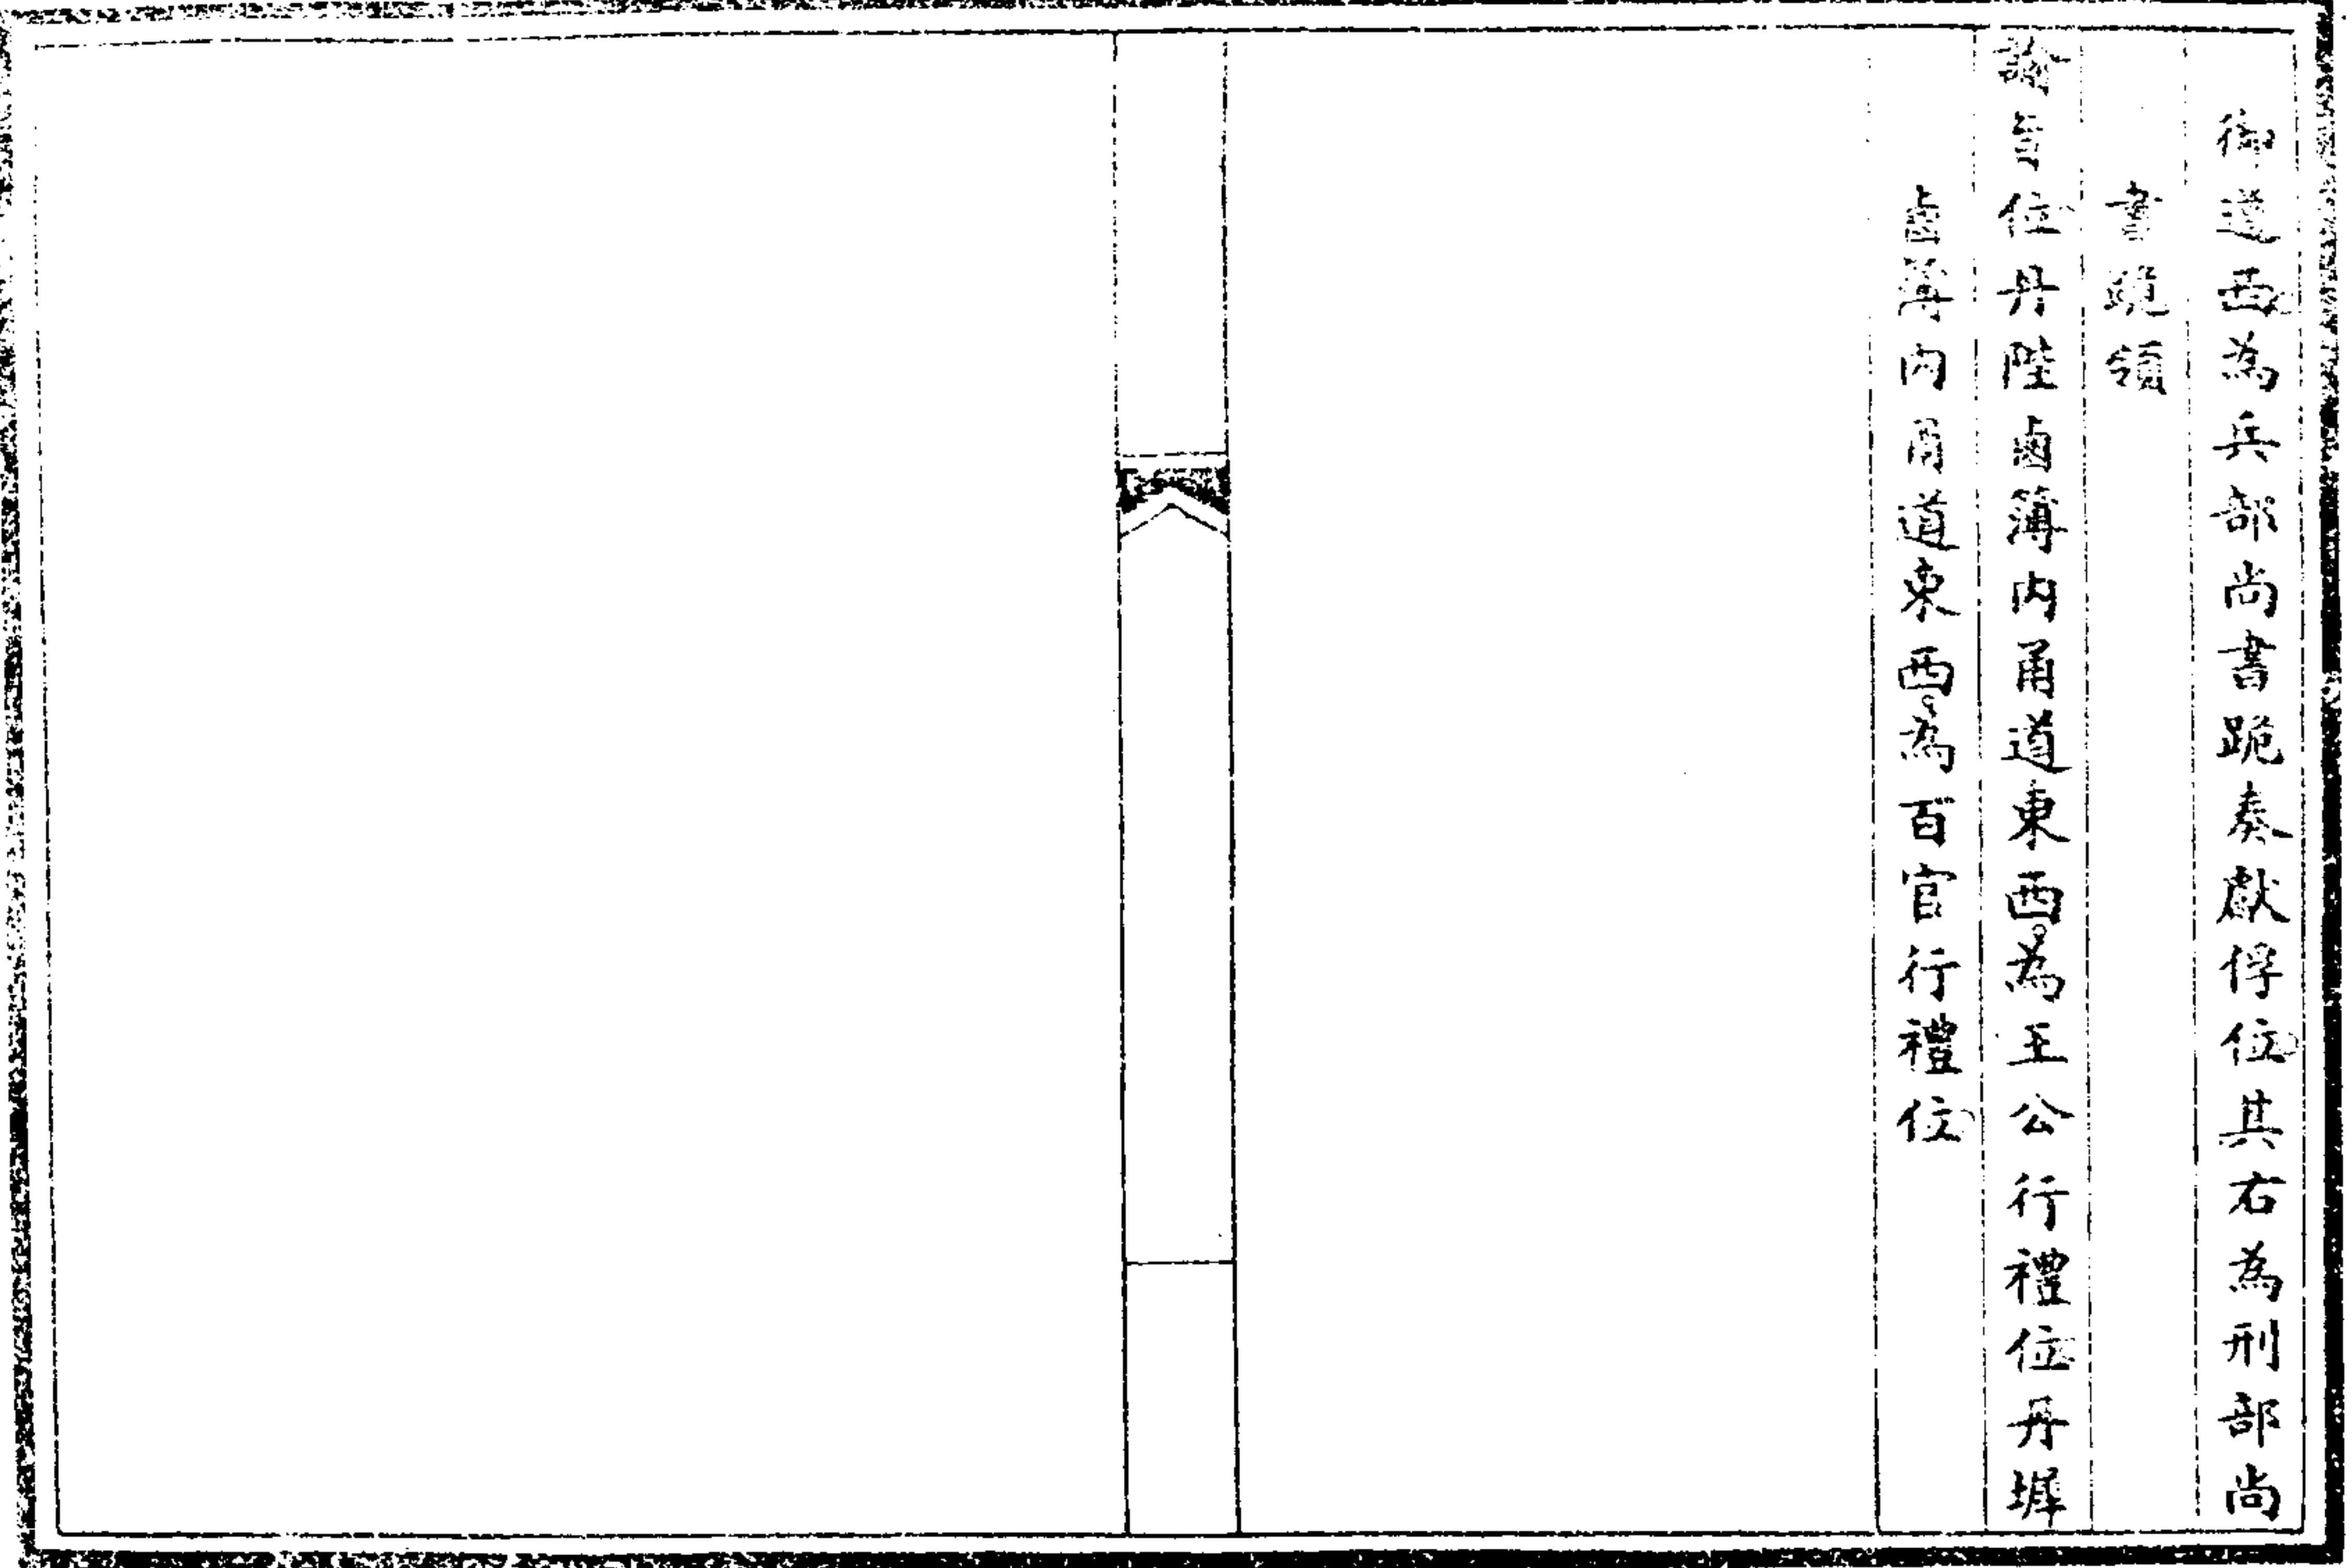 御道西。為兵部尚書跪奏獻俘位。其右為刑部尚
書跪領
旨位。丹陛鹵簿内甬道東西。為王公行禮位。丹墀
鹵簿内甬道東西。為百官行禮位。